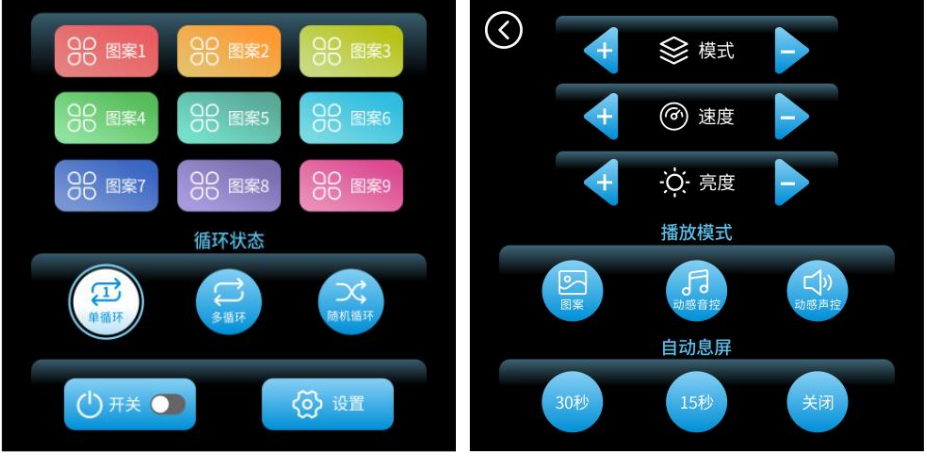 图案1
图案2
图案3
图案4
图案5
图案6
图案7
图案8
图案9
循环状态
1
单循环
多循环
随机循环
开关
设置
+
模式
−
+
速度
−
+
亮度
−
播放模式
图案
动感音控
动感声控
自动息屏
30秒
15秒
关闭